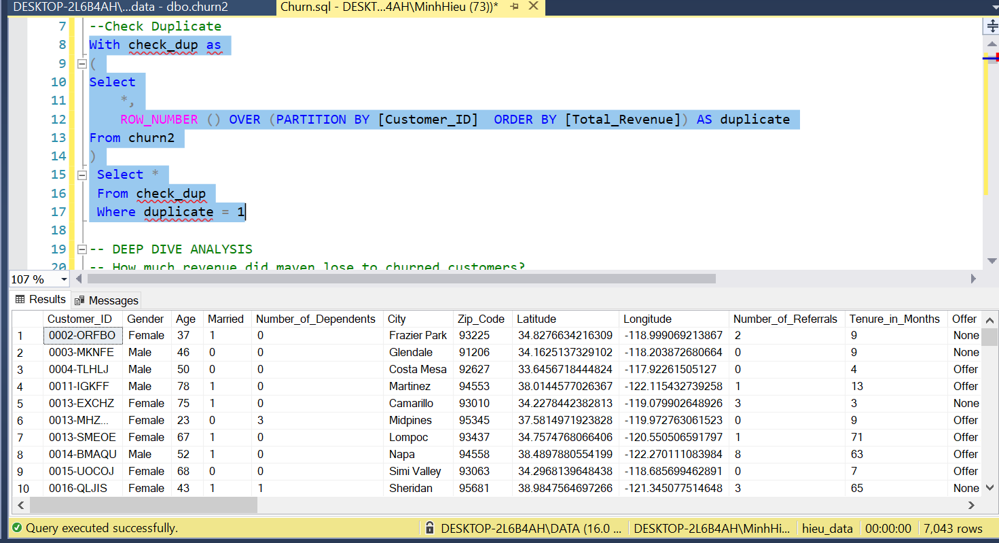 DESKTOP-2L6B4AH\...data - dbo.churn2 Churn.sql - DESKT...4AH\MinhHieu (73))*
7 --Check Duplicate
8 With check_dup as
9 (
10 Select
11 *,
12 ROW_NUMBER () OVER (PARTITION BY [Customer_ID]  ORDER BY [Total_Revenue]) AS duplicate
13 From churn2
14 )
15 Select *
16 From check_dup
17 Where duplicate = 1
18
19 -- DEEP DIVE ANALYSIS
20 -- How much revenue did maven lose to churned customers?
107 %
Results Messages
Customer_ID Gender Age Married Number_of_Dependents City Zip_Code Latitude Longitude Number_of_Referrals Tenure_in_Months Offer
1 0002-ORFBO Female 37 1 0 Frazier Park 93225 34.8276634216309 -118.999069213867 2 9 None
2 0003-MKNFE Male 46 0 0 Glendale 91206 34.1625137329102 -118.203872680664 0 9 None
3 0004-TLHLJ Male 50 0 0 Costa Mesa 92627 33.6456718444824 -117.92261505127 0 4 Offer
4 0011-IGKFF Male 78 1 0 Martinez 94553 38.0144577026367 -122.115432739258 1 13 Offer
5 0013-EXCHZ Female 75 1 0 Camarillo 93010 34.2278442382813 -119.079902648926 3 3 None
6 0013-MHZ... Female 23 0 3 Midpines 95345 37.5814971923828 -119.972763061523 0 9 Offer
7 0013-SMEOE Female 67 1 0 Lompoc 93437 34.7574768066406 -120.550506591797 1 71 Offer
8 0014-BMAQU Male 52 1 0 Napa 94558 38.4897880554199 -122.270111083984 8 63 Offer
9 0015-UOCOJ Female 68 0 0 Simi Valley 93063 34.2968139648438 -118.685699462891 0 7 Offer
10 0016-QLJIS Female 43 1 1 Sheridan 95681 38.9847564697266 -121.345077514648 3 65 None
Query executed successfully. DESKTOP-2L6B4AH\DATA (16.0 ... DESKTOP-2L6B4AH\MinhHi... hieu_data 00:00:00 7,043 rows